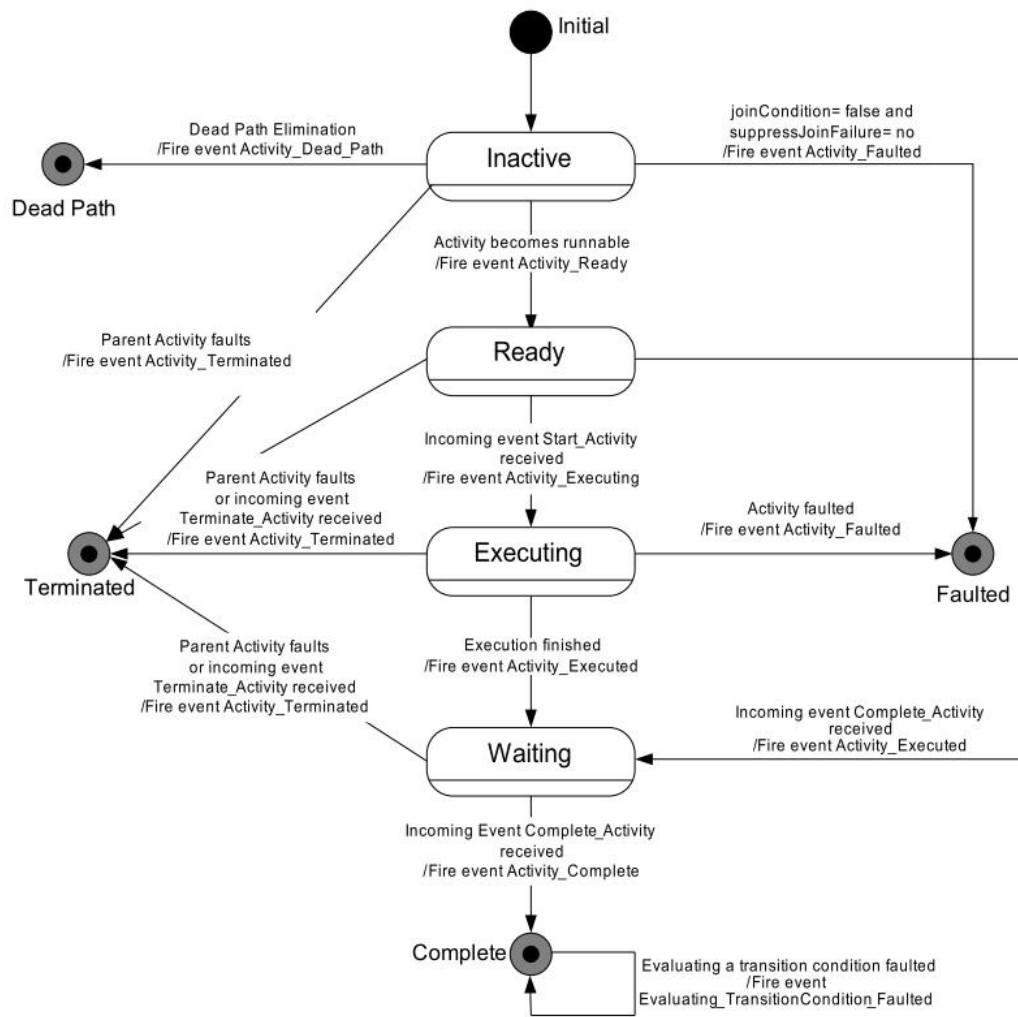 Initial
joinCondition= false and
suppressJoinFailure= no
/Fire event Activity_Faulted
Dead Path Elimination
/Fire event Activity_Dead_Path
Inactive
Dead Path
Activity becomes runnable
/Fire event Activity_Ready
Parent Activity faults
/Fire event Activity_Terminated
Ready
Incoming event Start_Activity
received
/Fire event Activity_Executing
Parent Activity faults
or incoming event
Terminate_Activity received
/Fire event Activity_Terminated
Activity faulted
/Fire event Activity_Faulted
Executing
Terminated
Faulted
Parent Activity faults
or incoming event
Terminate_Activity received
/Fire event Activity_Terminated
Execution finished
/Fire event Activity_Executed
Incoming event Complete_Activity
received
/Fire event Activity_Executed
Waiting
Incoming Event Complete_Activity
received
/Fire event Activity_Complete
Complete
Evaluating a transition condition faulted
/Fire event
Evaluating_TransitionCondition_Faulted